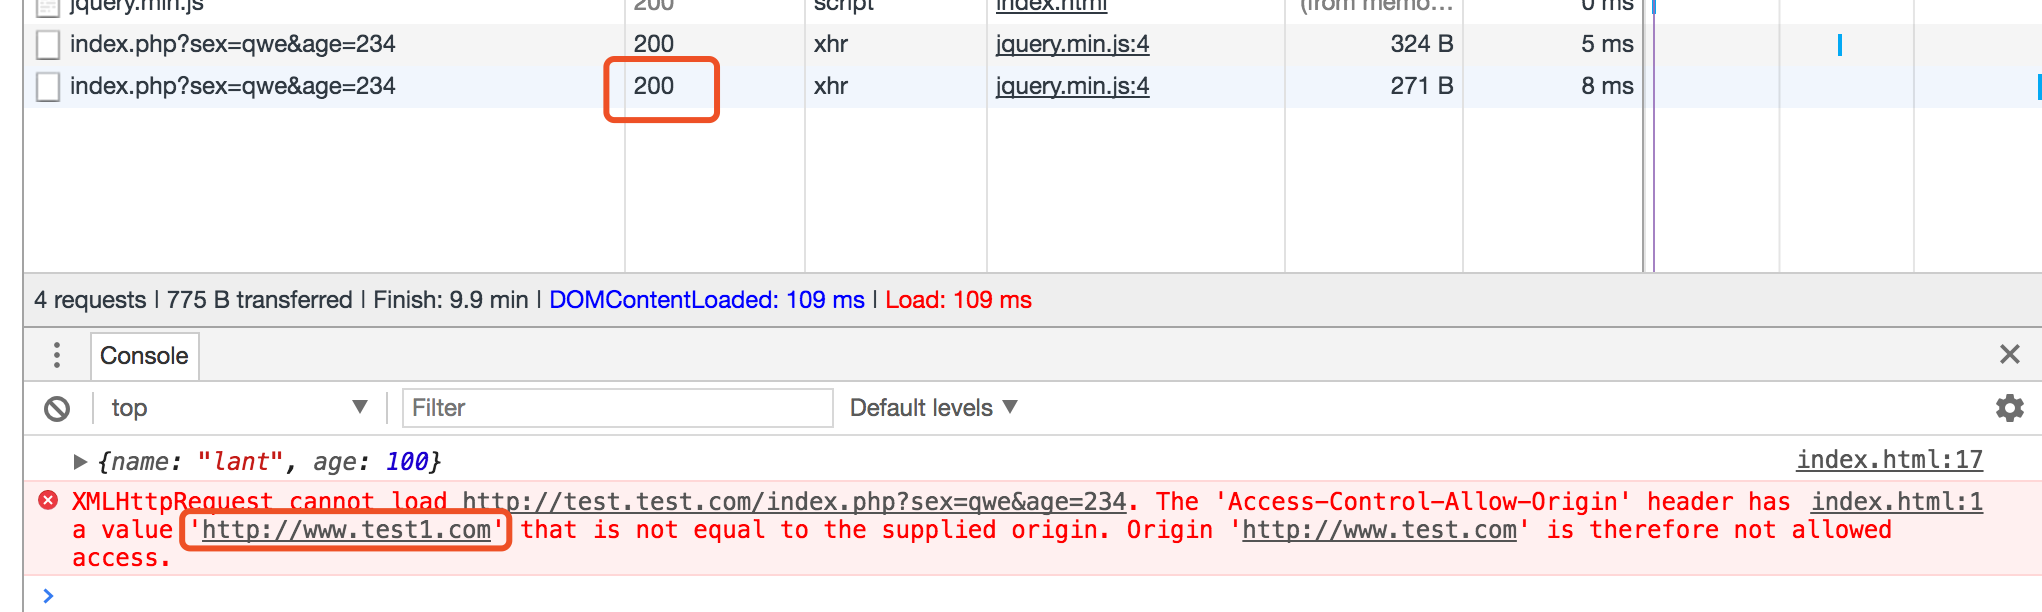 jquery.min.js 200 script index.html (from memo... 0 ms
index.php?sex=qwe&age=234 200 xhr jquery.min.js:4 324 B 5 ms
index.php?sex=qwe&age=234 200 xhr jquery.min.js:4 271 B 8 ms
4 requests | 775 B transferred | Finish: 9.9 min | DOMContentLoaded: 109 ms | Load: 109 ms
Console
top Filter Default levels
{name: "lant", age: 100} index.html:17
XMLHttpRequest cannot load http://test.test.com/index.php?sex=qwe&age=234. The 'Access-Control-Allow-Origin' header has index.html:1
a value 'http://www.test1.com' that is not equal to the supplied origin. Origin 'http://www.test.com' is therefore not allowed
access.